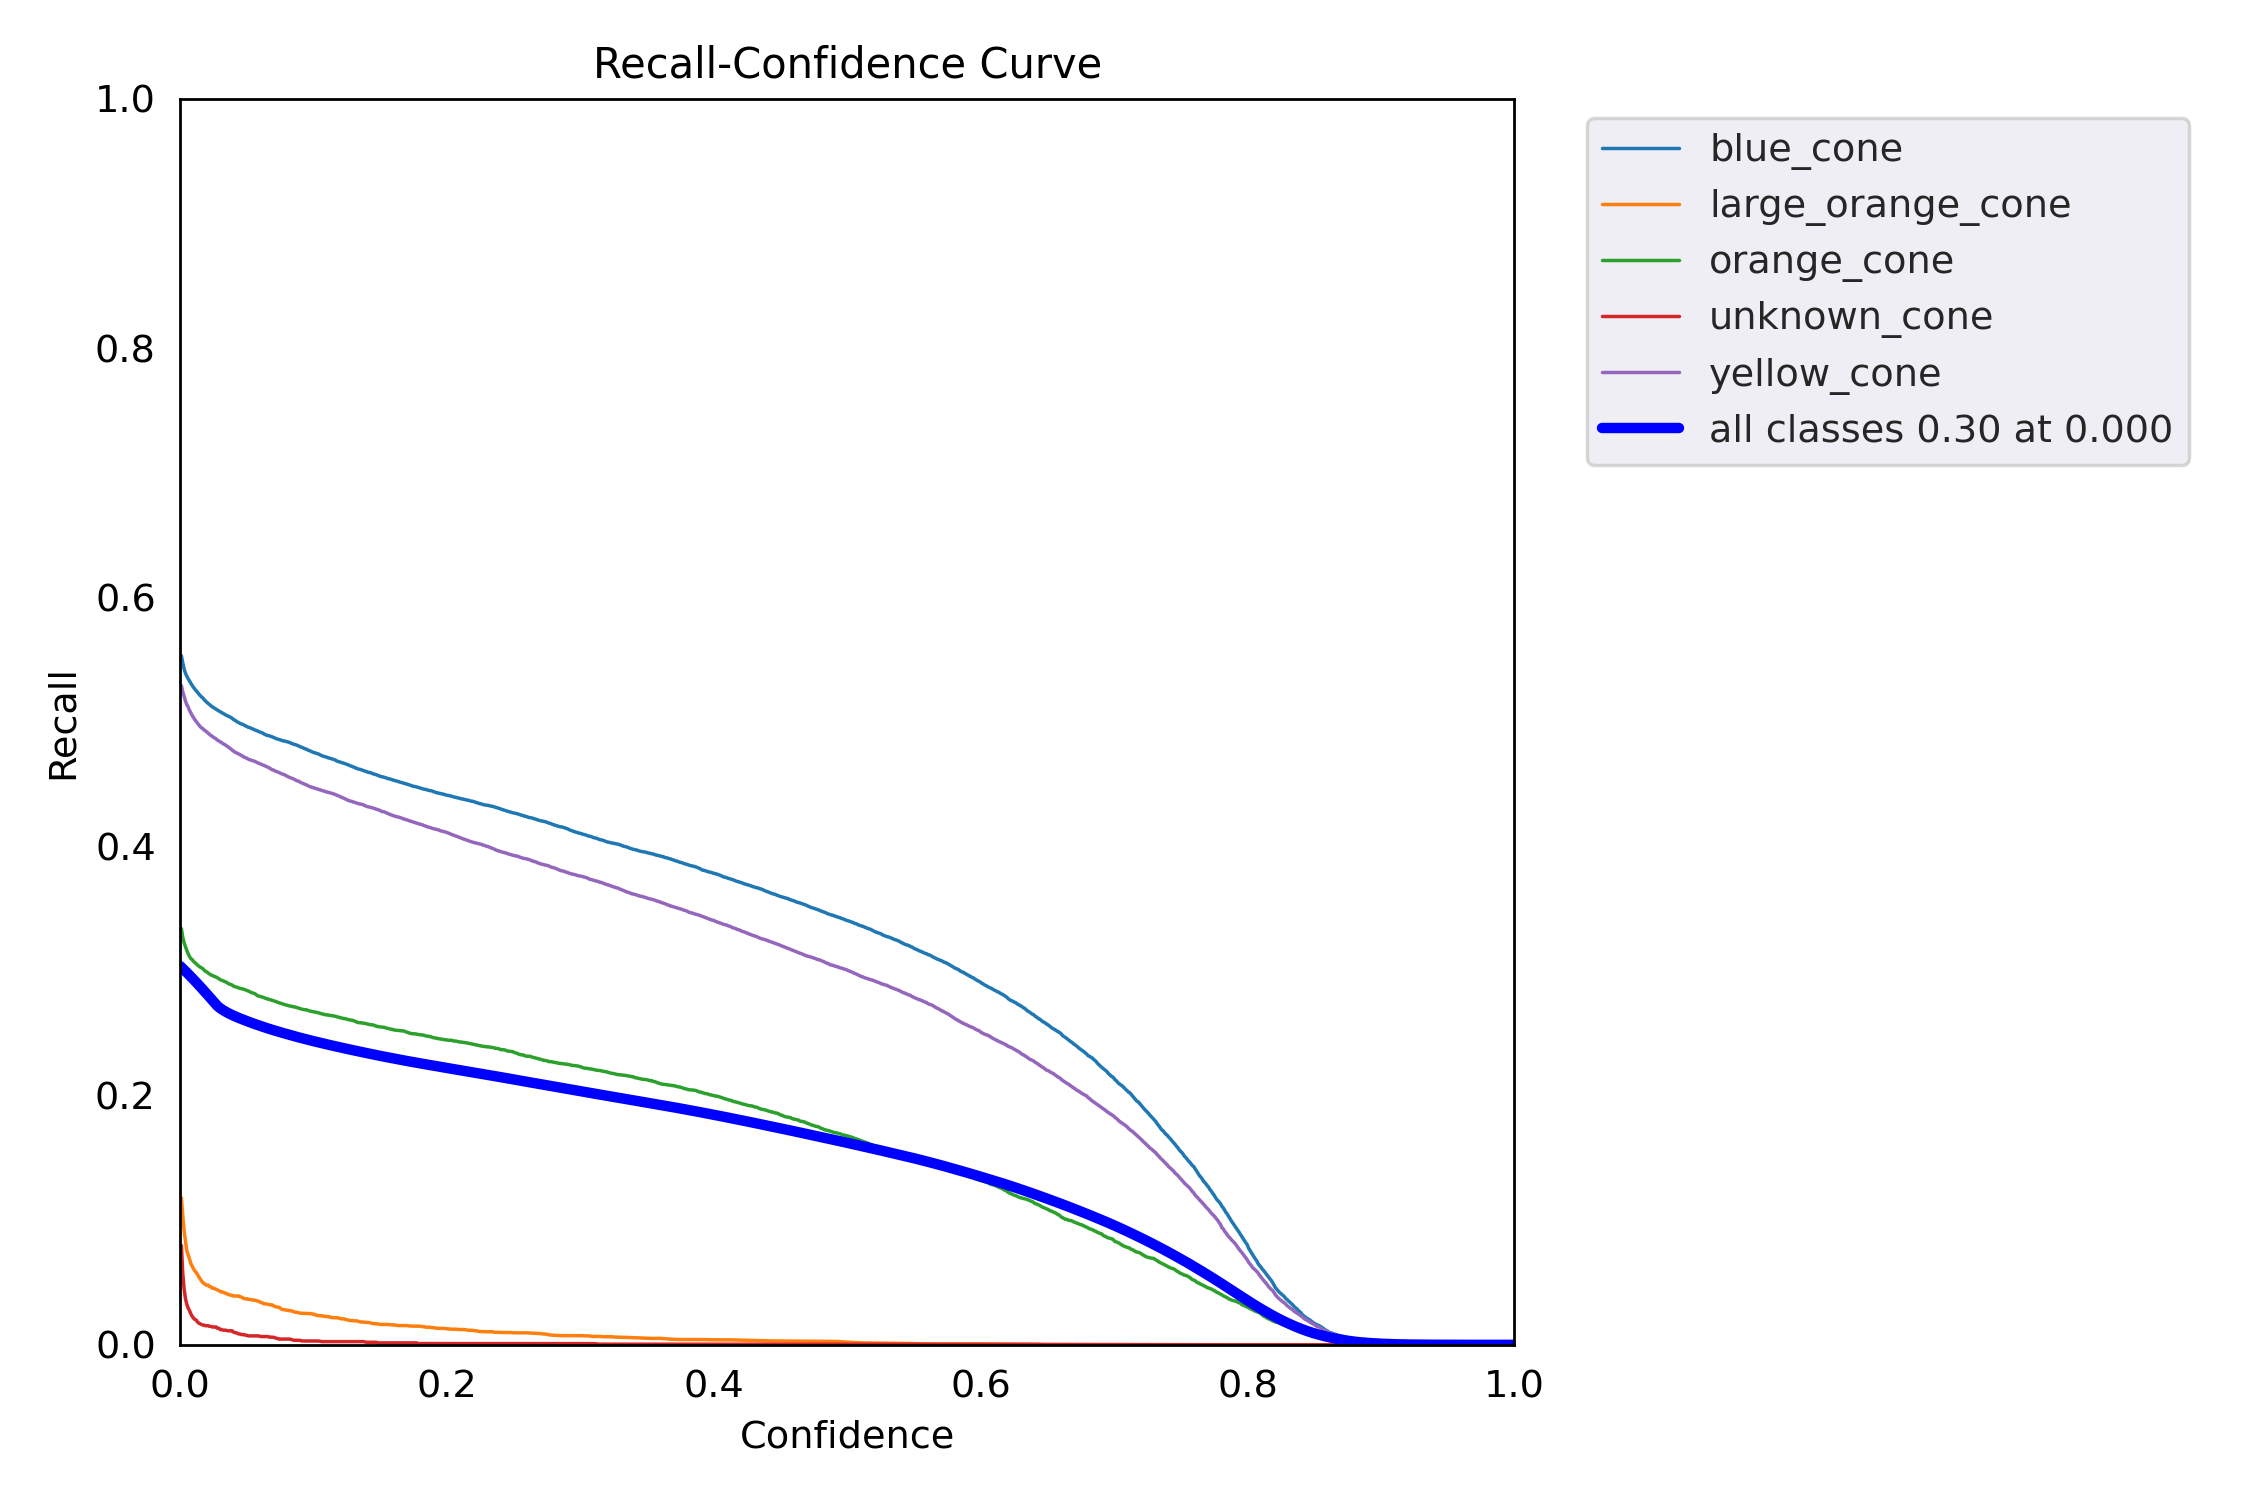 Recall-Confidence Curve
1.0
0.8
0.6
0.4
0.2
0.0
Recall
0.0 0.2 0.4 0.6 0.8 1.0
Confidence
blue_cone
large_orange_cone
orange_cone
unknown_cone
yellow_cone
all classes 0.30 at 0.000